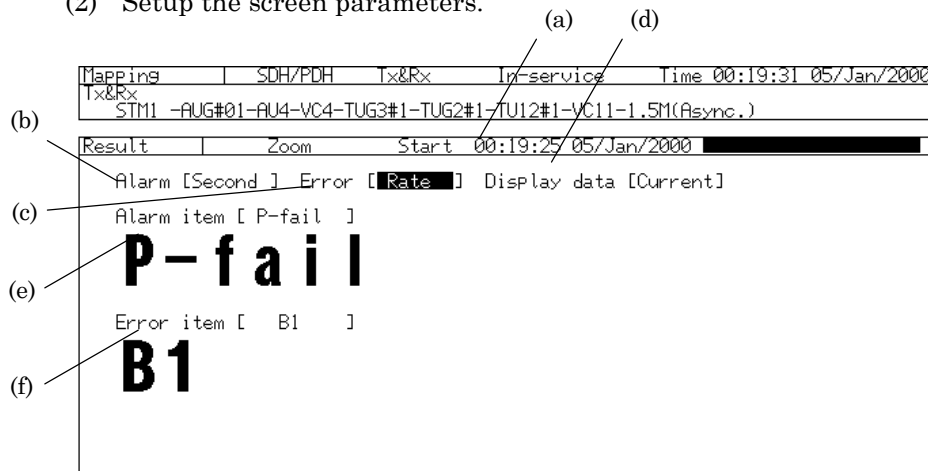 (2) Setup the screen parameters.
(a) (d)
Mapping | SDH/PDH Tx&Rx In-service Time 00:19:31 05/Jan/2000
Tx&Rx
STM1 -AUG#01-AU4-VC4-TUG3#1-TUG2#1-TU12#1-VC11-1.5M(Async.)
(b)
Result | Zoom Start 00:19:25 05/Jan/2000
Alarm [Second ] Error [ Rate ] Display data [Current]
(c)
Alarm item [ P-fail ]
P-fail
(e)
Error item [ B1 ]
B1
(f)